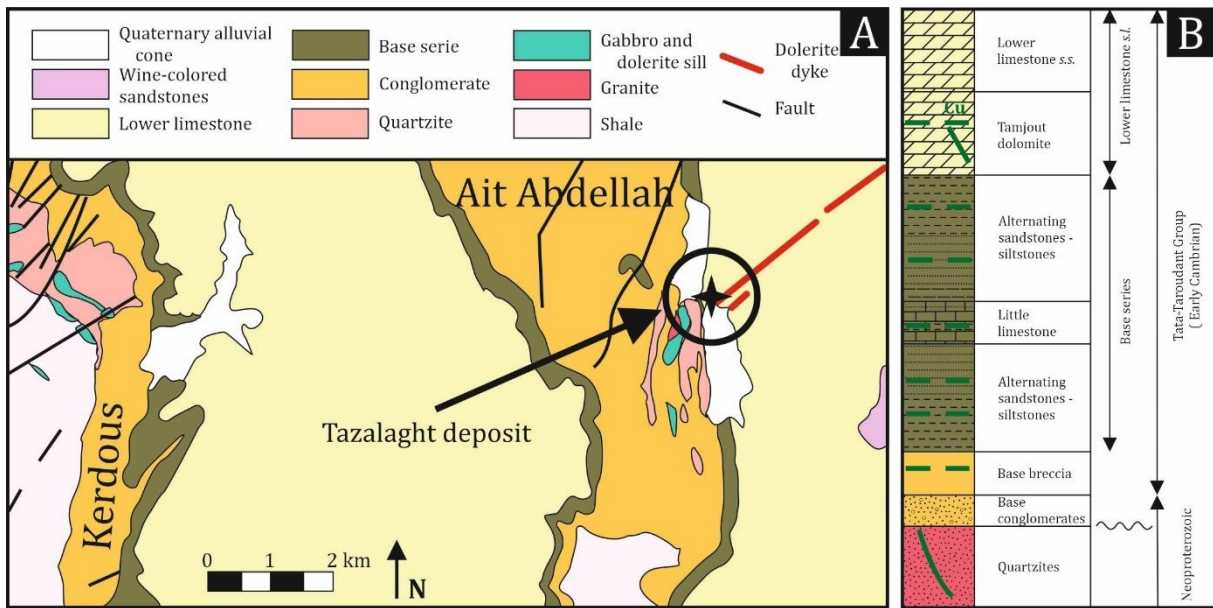 A
Quaternary alluvial
cone
Wine-colored
sandstones
Lower limestone
Base serie
Conglomerate
Quartzite
Gabbro and
dolerite sill
Granite
Shale
Dolerite
dyke
Fault
Ait Abdellah
Kerdous
Tazalaght deposit
0 1 2 km
N
B
Lower
limestone s.s.
Cu
Tamjout
dolomite
Lower limestone s.l.
Alternating
sandstones -
siltstones
Little
limestone
Alternating
sandstones -
siltstones
Base series
Base breccia
Tata-Taroudant Group
( Early Cambrian)
Base
conglomerates
Quartzites
Neoproterozoic